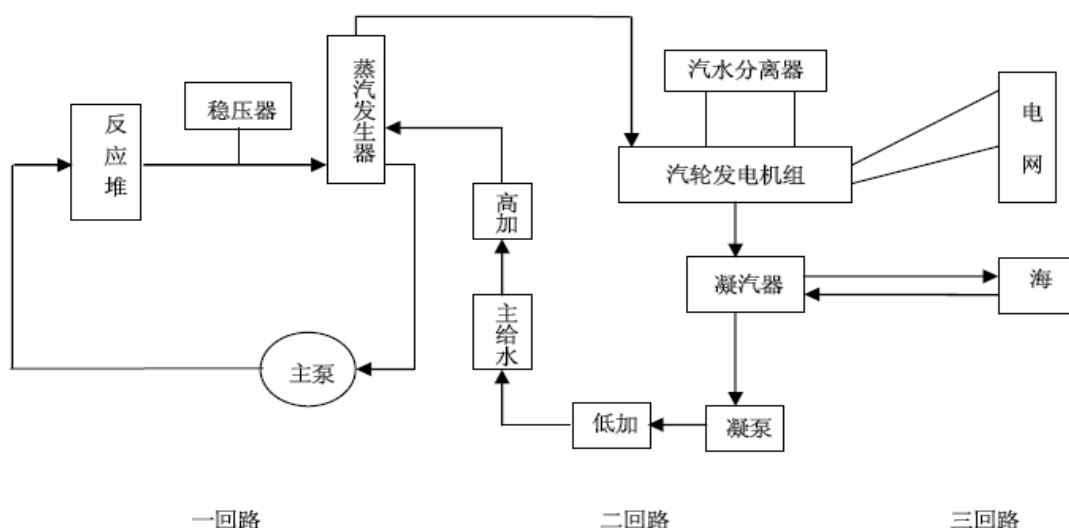 反应堆
稳压器
蒸汽发生器
主泵
高加
主给水
低加
凝泵
汽水分离器
汽轮发电机组
凝汽器
电网
海
一回路
二回路
三回路